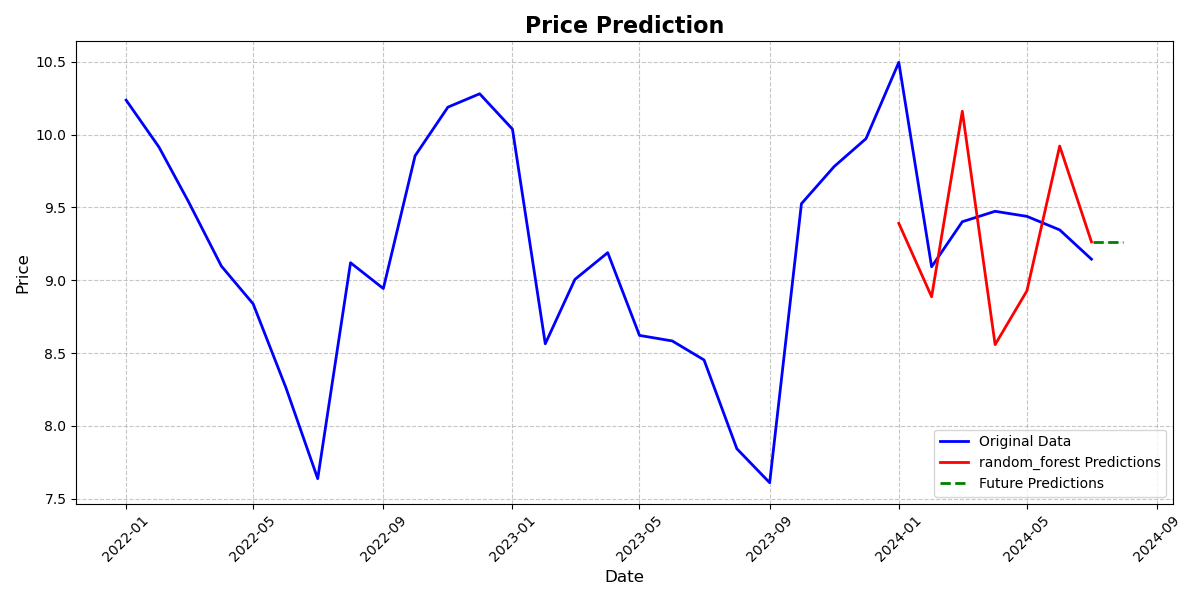 Price Prediction
Price
10.5
10.0
9.5
9.0
8.5
8.0
7.5
Original Data
random_forest Predictions
Future Predictions
2022-01
2022-05
2022-09
2023-01
2023-05
2023-09
2024-01
2024-05
2024-09
Date